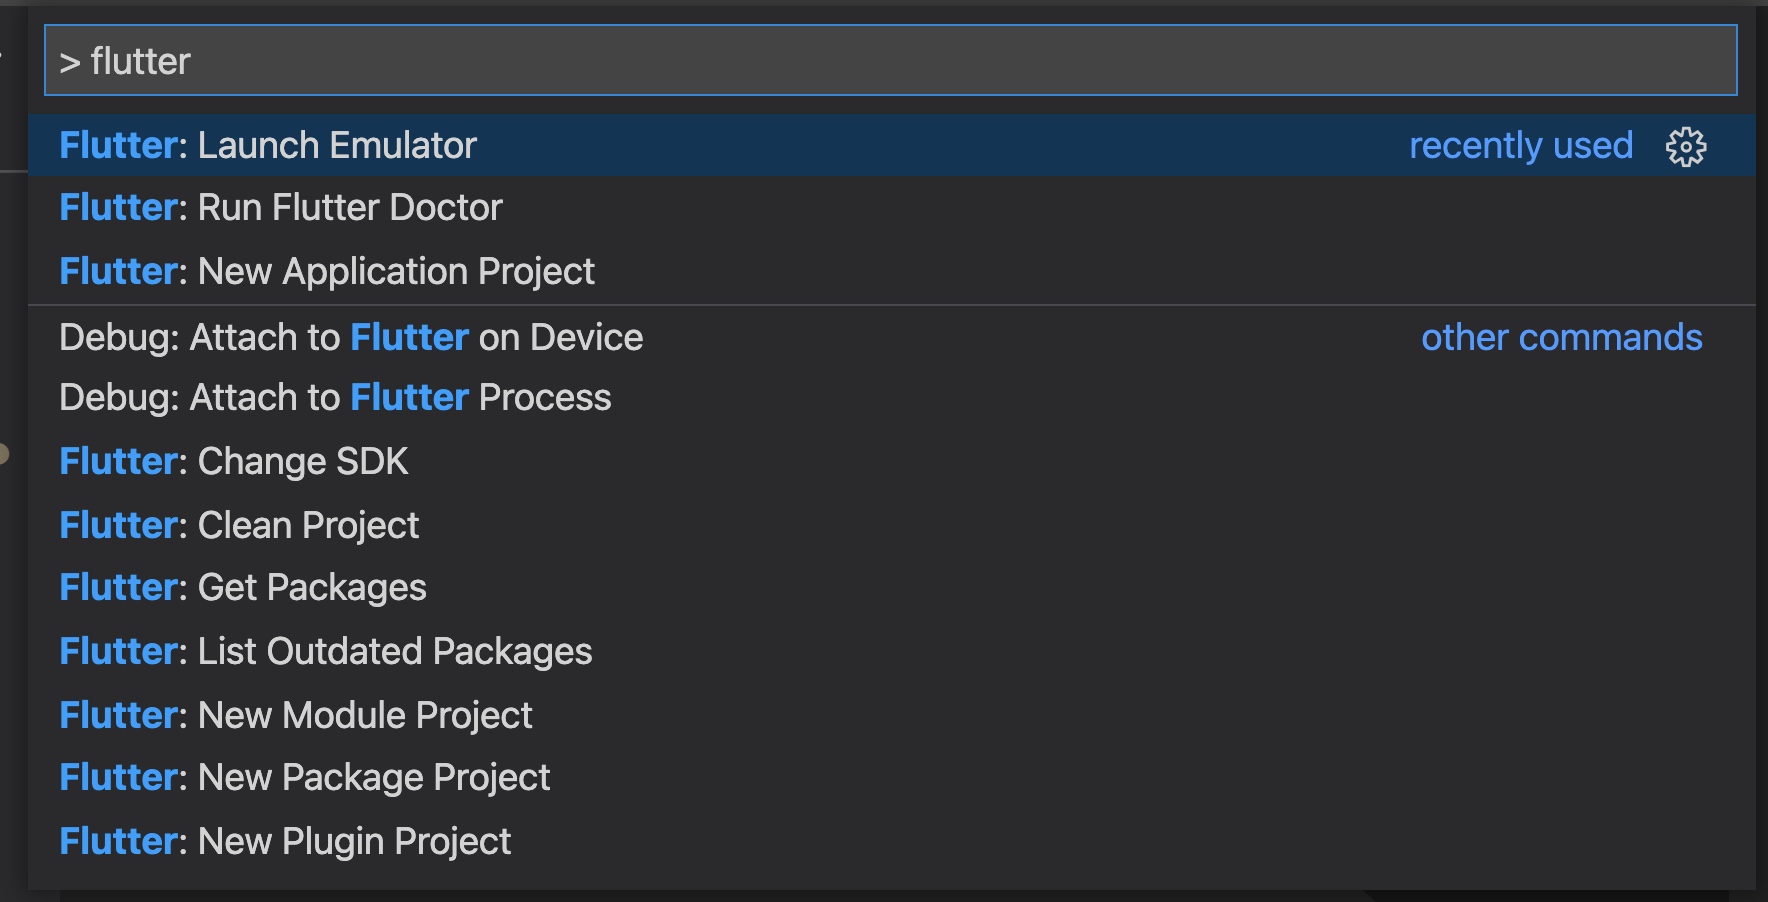 > flutter
Flutter: Launch Emulator recently used
Flutter: Run Flutter Doctor
Flutter: New Application Project
Debug: Attach to Flutter on Device other commands
Debug: Attach to Flutter Process
Flutter: Change SDK
Flutter: Clean Project
Flutter: Get Packages
Flutter: List Outdated Packages
Flutter: New Module Project
Flutter: New Package Project
Flutter: New Plugin Project